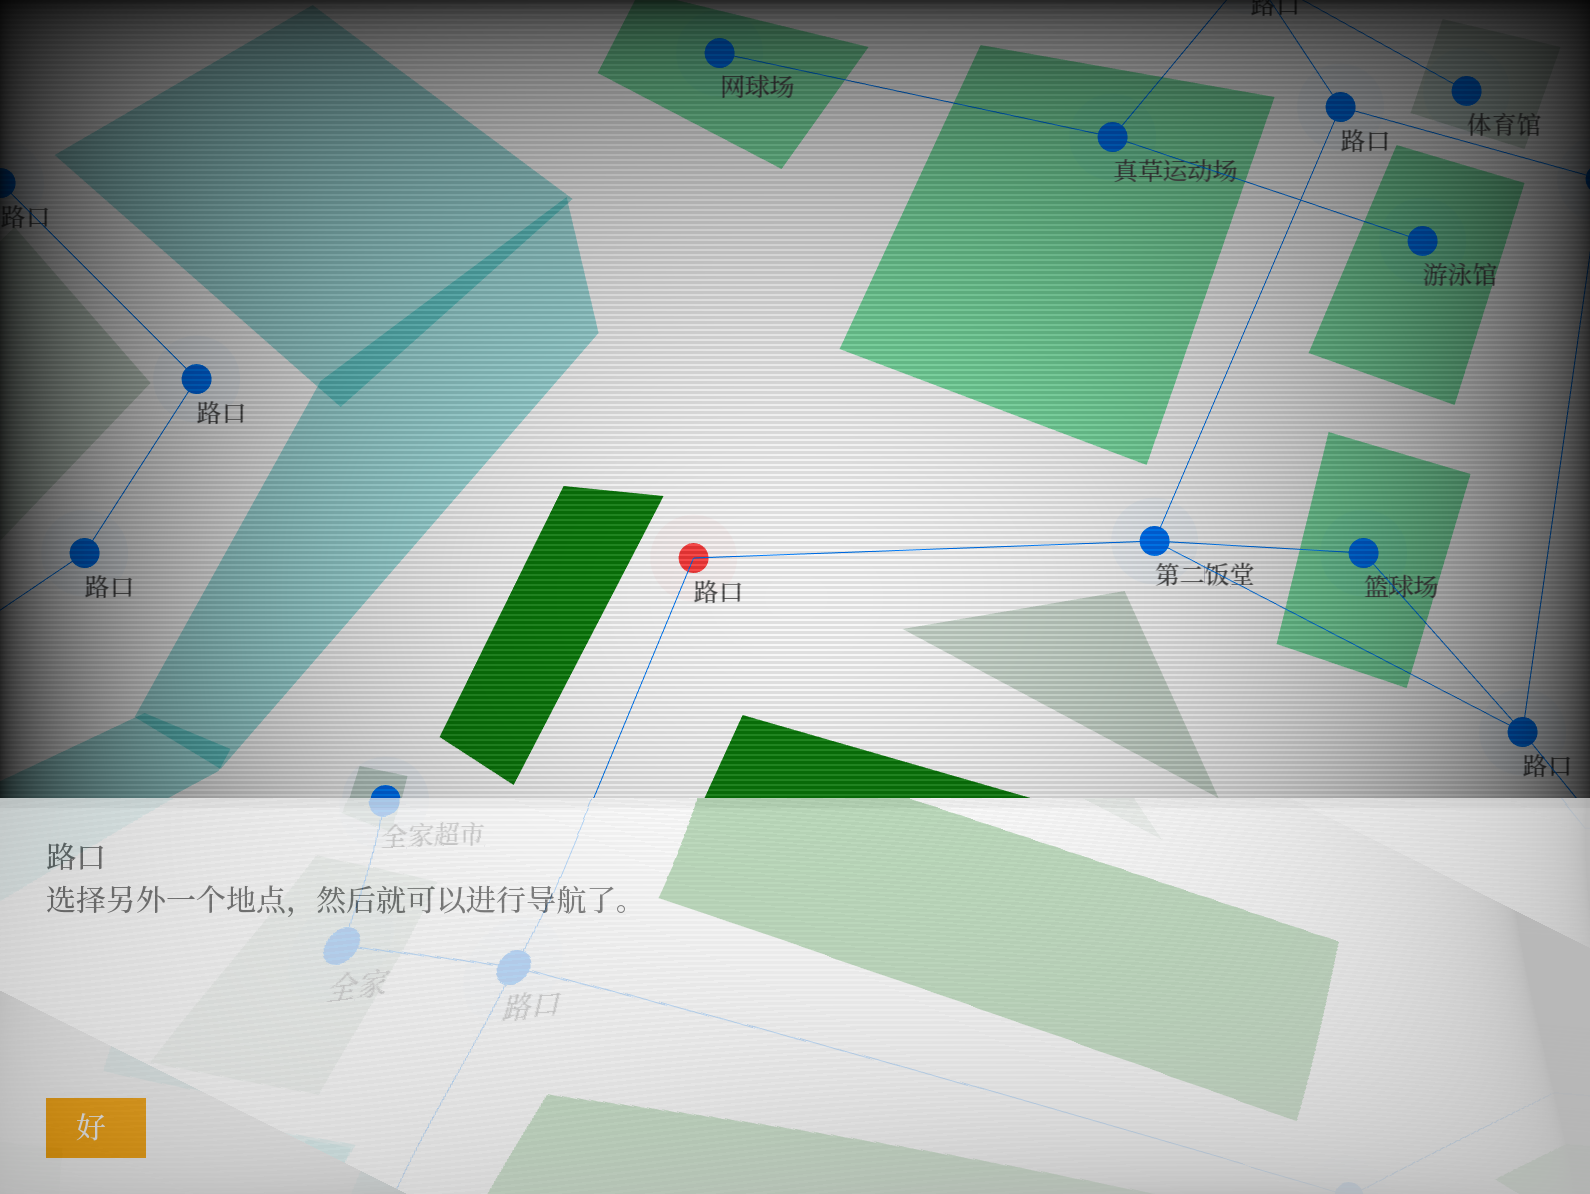 路口
网球场
体育馆
路口
真草运动场
路口
游泳馆
路口
第二饭堂
路口
篮球场
路口
路口
全家超市
路口
选择另外一个地点，然后就可以进行导航了。
全家
路口
好